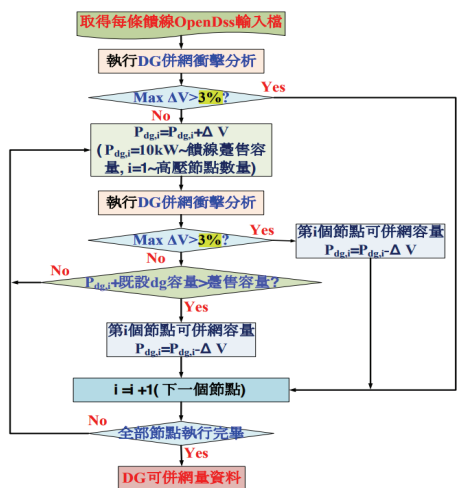 取得每條饋線OpenDss輸入檔
執行DG併網衝擊分析
Max ΔV>3%?
Yes
No
Pdg,i=Pdg,i+Δ V
( Pdg,i=10kW~饋線躉售容
量, i=1~高壓節點數量)
執行DG併網衝擊分析
Max ΔV>3%?
Yes
第i個節點可併網容量
Pdg,i=Pdg,i-Δ V
No
No
Pdg,i+既設dg容量>躉售容量?
Yes
第i個節點可併網容量
Pdg,i=Pdg,i-Δ V
i =i +1( 下一個節點)
No
全部節點執行完畢
Yes
DG可併網量資料